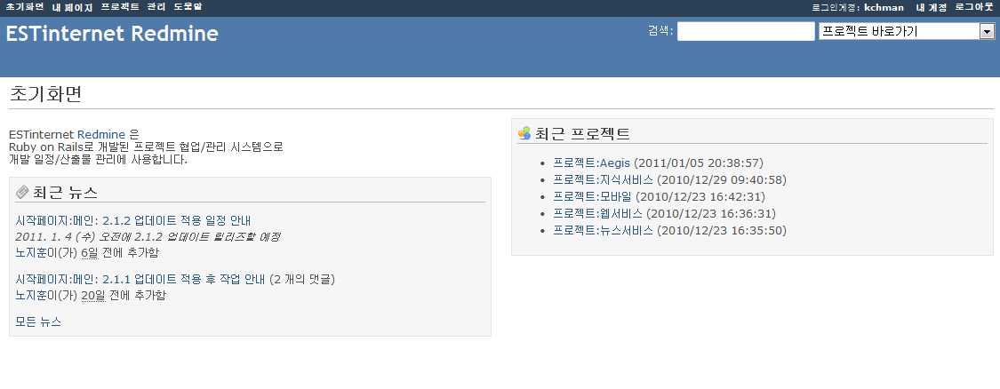 초기화면 내 페이지 프로젝트 관리 도움말 로그인계정: kchman 내 계정 로그아웃
ESTinternet Redmine 검색: 프로젝트 바로가기
초기화면
ESTinternet Redmine 은
Ruby on Rails로 개발된 프로젝트 협업/관리 시스템으로
개발 일정/산출물 관리에 사용합니다.
최근 뉴스
시작페이지:메인: 2.1.2 업데이트 적용 일정 안내
2011. 1. 4 (수) 오전에 2.1.2 업데이트 릴리즈할 예정
노지훈이(가) 6일 전에 추가함
시작페이지:메인: 2.1.1 업데이트 적용 후 작업 안내 (2 개의 댓글)
노지훈이(가) 20일 전에 추가함
모든 뉴스
최근 프로젝트
프로젝트:Aegis (2011/01/05 20:38:57)
프로젝트:지식서비스 (2010/12/29 09:40:58)
프로젝트:모바일 (2010/12/23 16:42:31)
프로젝트:웹서비스 (2010/12/23 16:36:31)
프로젝트:뉴스서비스 (2010/12/23 16:35:50)